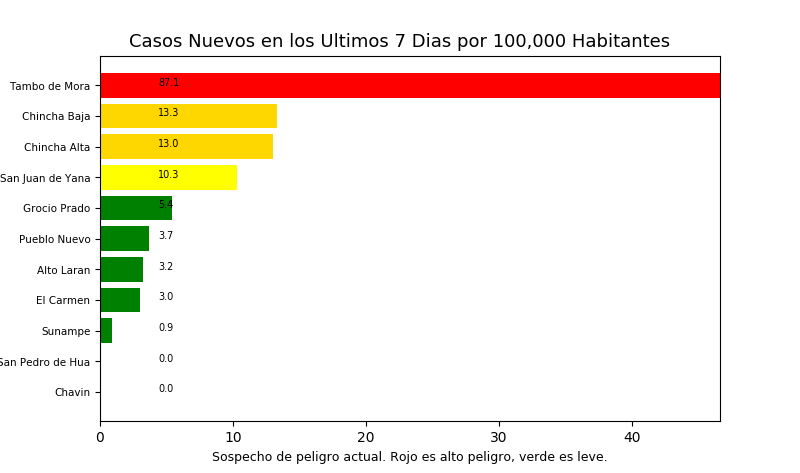 Casos Nuevos en los Ultimos 7 Dias por 100,000 Habitantes
Tambo de Mora 87.1
Chincha Baja 13.3
Chincha Alta 13.0
San Juan de Yana 10.3
Grocio Prado 5.4
Pueblo Nuevo 3.7
Alto Laran 3.2
El Carmen 3.0
Sunampe 0.9
San Pedro de Hua 0.0
Chavin 0.0
0 10 20 30 40
Sospecho de peligro actual. Rojo es alto peligro, verde es leve.